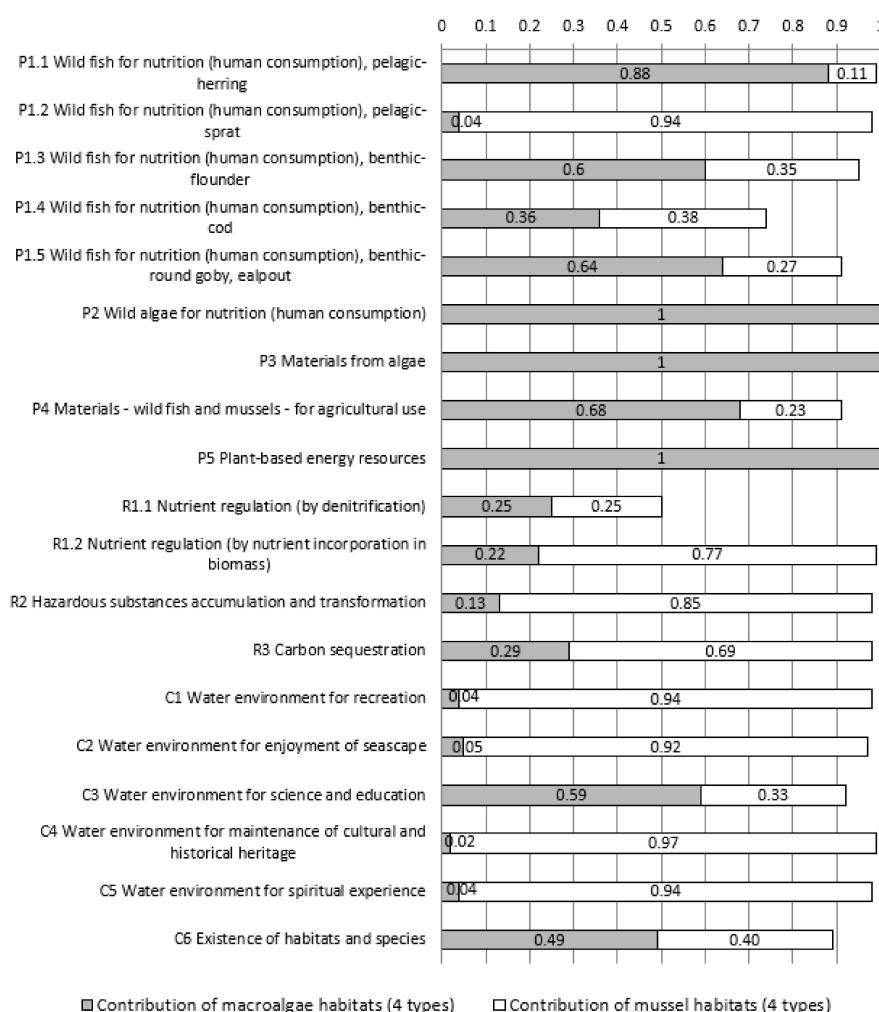 0 0.1 0.2 0.3 0.4 0.5 0.6 0.7 0.8 0.9 1
P1.1 Wild fish for nutrition (human consumption), pelagic-
herring
0.88 0.11
P1.2 Wild fish for nutrition (human consumption), pelagic-
sprat
0.04 0.94
P1.3 Wild fish for nutrition (human consumption), benthic-
flounder
0.6 0.35
P1.4 Wild fish for nutrition (human consumption), benthic-
cod
0.36 0.38
P1.5 Wild fish for nutrition (human consumption), benthic-
round goby, ealpout
0.64 0.27
P2 Wild algae for nutrition (human consumption)
1
P3 Materials from algae
1
P4 Materials - wild fish and mussels - for agricultural use
0.68 0.23
P5 Plant-based energy resources
1
R1.1 Nutrient regulation (by denitrification)
0.25 0.25
R1.2 Nutrient regulation (by nutrient incorporation in
biomass)
0.22 0.77
R2 Hazardous substances accumulation and transformation
0.13 0.85
R3 Carbon sequestration
0.29 0.69
C1 Water environment for recreation
0.04 0.94
C2 Water environment for enjoyment of seascape
0.05 0.92
C3 Water environment for science and education
0.59 0.33
C4 Water environment for maintenance of cultural and
historical heritage
0.02 0.97
C5 Water environment for spiritual experience
0.04 0.94
C6 Existence of habitats and species
0.49 0.40
Contribution of macroalgae habitats (4 types) Contribution of mussel habitats (4 types)